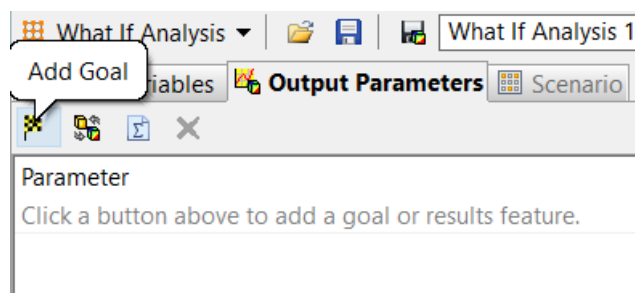 What If Analysis
What If Analysis 1
Add Goal
iables
Output Parameters
Scenario
Parameter
Click a button above to add a goal or results feature.